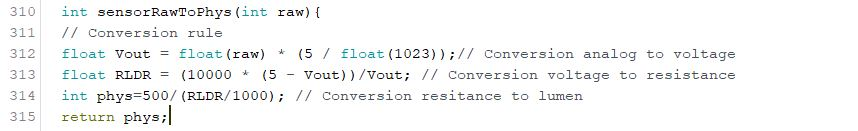 310 int sensorRawToPhys(int raw){
311 // Conversion rule
312 float Vout = float(raw) * (5 / float(1023));// Conversion analog to voltage
313 float RLDR = (10000 * (5 - Vout))/Vout; // Conversion voltage to resistance
314 int phys=500/(RLDR/1000); // Conversion resitance to lumen
315 return phys;